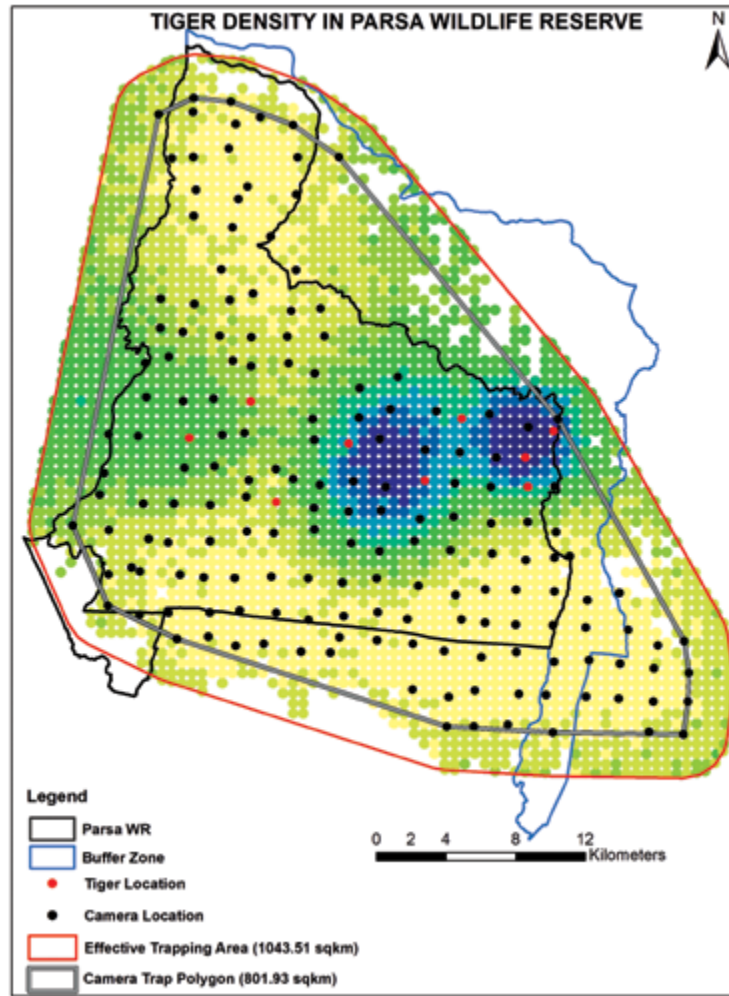 TIGER DENSITY IN PARSA WILDLIFE RESERVE
N
Legend
Parsa WR
Buffer Zone
Tiger Location
Camera Location
Effective Trapping Area (1043.51 sqkm)
Camera Trap Polygon (801.93 sqkm)
0 2 4 8 12
Kilometers